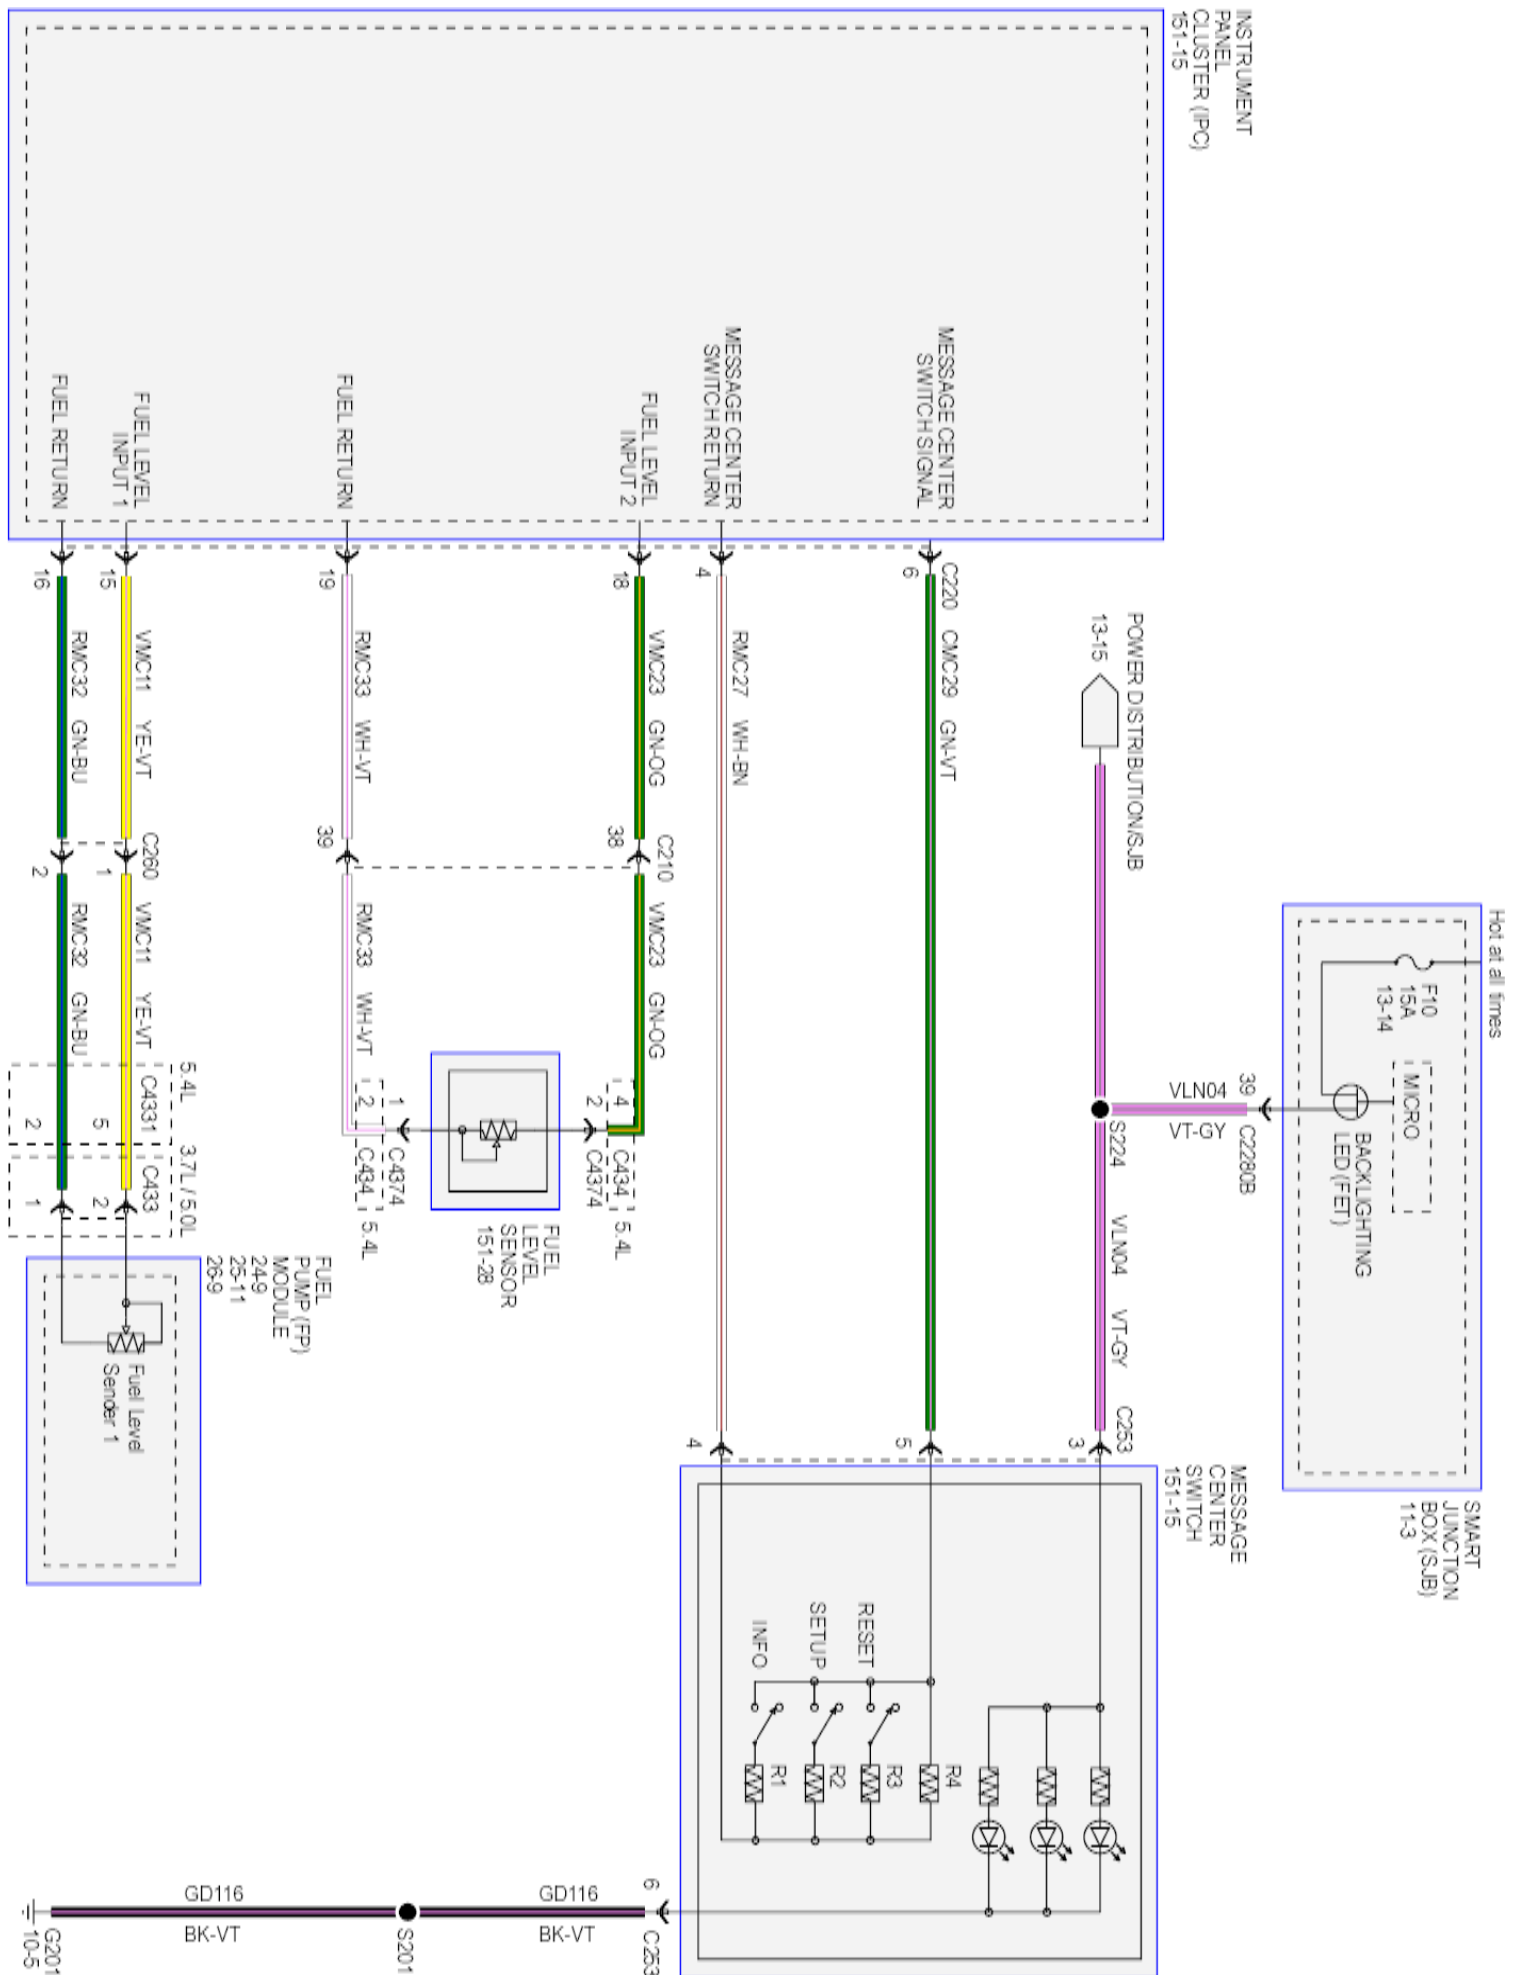 Hot at all times
SMART
JUNCTION
BOX (SJB)
11-3
F10
15A
13-14
MICRO
BACKLIGHTING
LED (FET)
39
C2280B
VLN04
VT-GY
INSTRUMENT
PANEL
CLUSTER (IPC)
151-15
POWER DISTRIBUTION/SJB
13-15
S224
VLN04 VT-GY
C253
3
MESSAGE
CENTER
SWITCH
151-15
MESSAGE CENTER
SWITCH SIGNAL
C220
6
CMC29 GN-VT
5
R4
RESET
R3
SETUP
R2
INFO
R1
MESSAGE CENTER
SWITCH RETURN
4
RMC27 WH-BN
4
6
C253
GD116
BK-VT
S201
GD116
BK-VT
G201
10-5
FUEL LEVEL
INPUT 2
18
VMC23 GN-OG
C210
38
VMC23 GN-OG
4
C434
5.4L
2
C4374
FUEL
LEVEL
SENSOR
151-28
1
C4374
2
C434
5.4L
FUEL RETURN
19
RMC33 WH-VT
39
RMC33 WH-VT
FUEL LEVEL
INPUT 1
15
VMC11 YE-VT
C260
1
VMC11 YE-VT
5.4L
C4331
5
3.7L / 5.0L
C433
2
FUEL RETURN
16
RMC32 GN-BU
2
RMC32 GN-BU
2
1
FUEL
PUMP (FP)
MODULE
24-9
25-11
26-9
Fuel Level
Sender 1